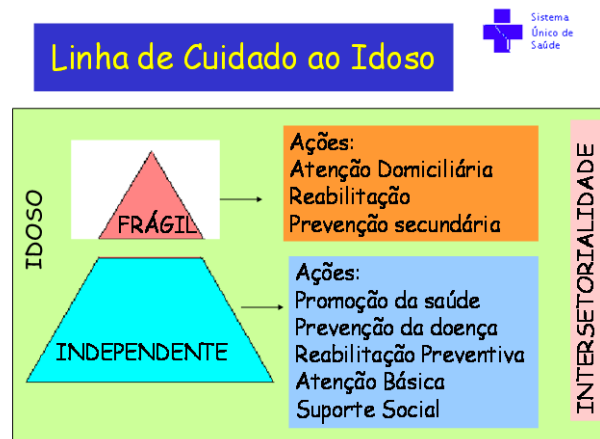 Linha de Cuidado ao Idoso
Sistema
Único de
Saúde
IDOSO
FRÁGIL
Ações:
Atenção Domiciliária
Reabilitação
Prevenção secundária
INDEPENDENTE
Ações:
Promoção da saúde
Prevenção da doença
Reabilitação Preventiva
Atenção Básica
Suporte Social
INTERSETORIALIDADE